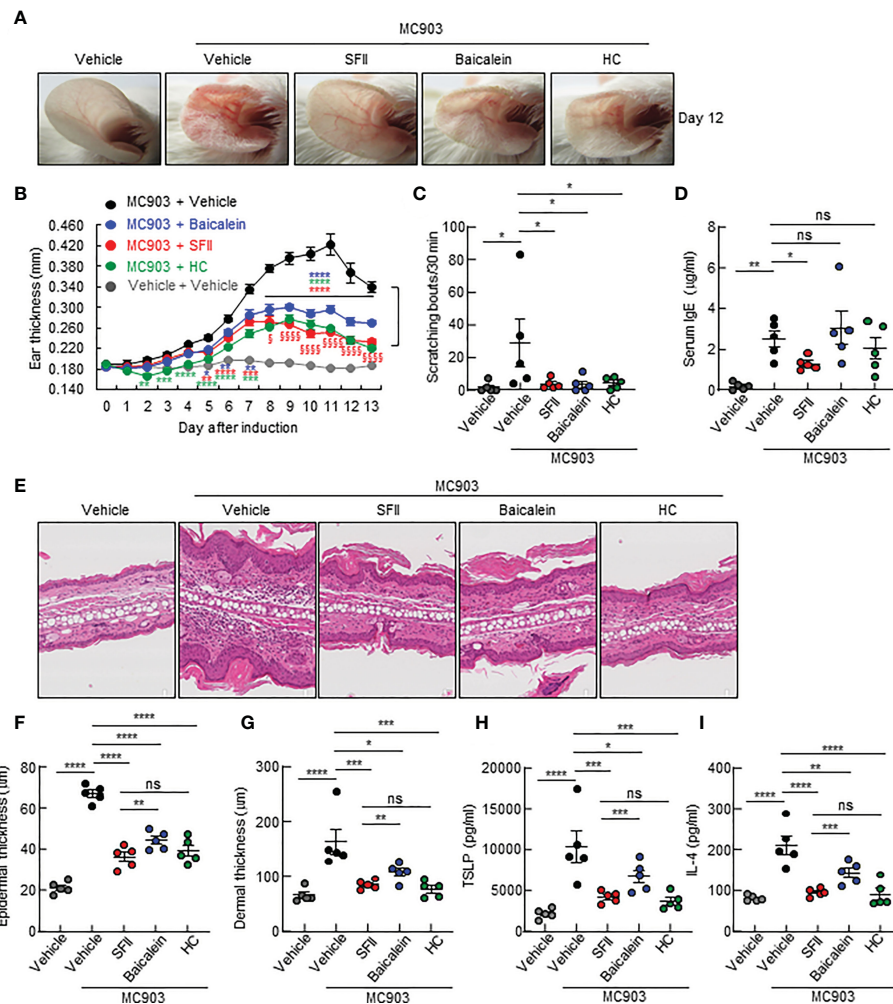 A
MC903
Vehicle Vehicle SFII Baicalein HC
Day 12
B
MC903 + Vehicle
MC903 + Baicalein
MC903 + SFII
MC903 + HC
Vehicle + Vehicle
Ear thickness (mm)
0.460
0.420
0.380
0.340
0.300
0.260
0.220
0.180
0.140
****
****
****
§ §§§§ §§§§ §§§§ §§§§ §§§§
** *** **** * ** **** ** **** ** *** ***
0 1 2 3 4 5 6 7 8 9 10 11 12 13
Day after induction
****
C
Scratching bouts/30 min
100
80
60
40
20
0
*
*
*
*
Vehicle Vehicle SFII Baicalein HC
MC903
D
Serum IgE (µg/ml)
8
6
4
2
0
ns
ns
** *
Vehicle Vehicle SFII Baicalein HC
MC903
E
MC903
Vehicle Vehicle SFII Baicalein HC
F
Epidermal thickness (µm)
80
60
40
20
0
****
****
**** ****
ns
**
Vehicle Vehicle SFII Baicalein HC
MC903
G
Dermal thickness (µm)
300
200
100
0
***
*
**** ***
ns
**
Vehicle Vehicle SFII Baicalein HC
MC903
H
TSLP (pg/ml)
20000
15000
10000
5000
0
***
*
**** ***
ns
***
Vehicle Vehicle SFII Baicalein HC
MC903
I
IL-4 (pg/ml)
400
300
200
100
0
****
**
**** ****
ns
***
Vehicle Vehicle SFII Baicalein HC
MC903